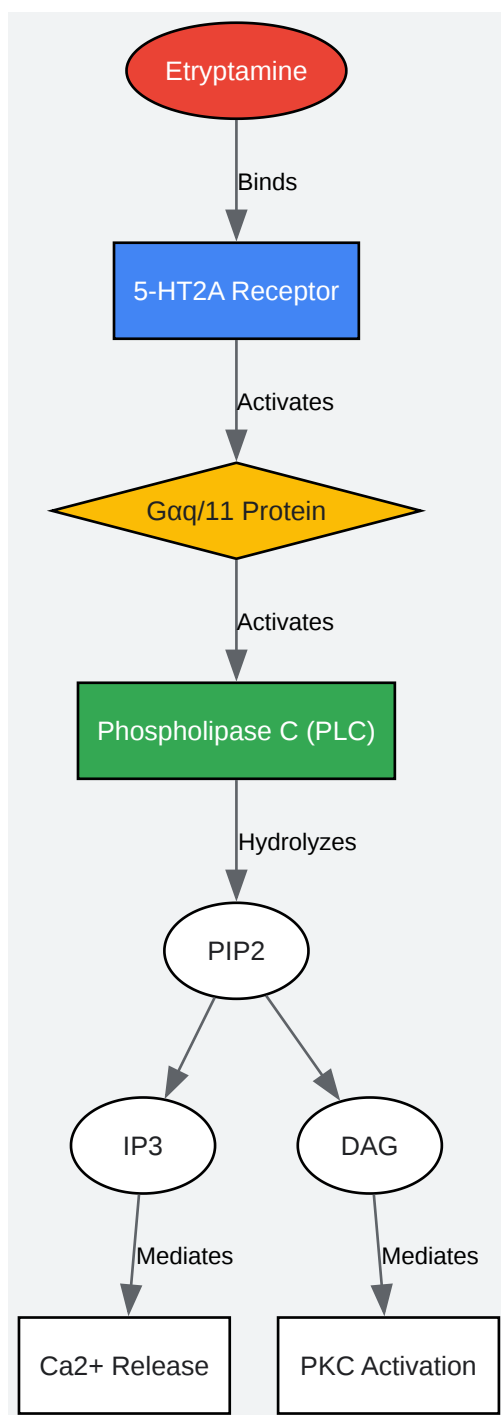 Etryptamine
Binds
5-HT2A Receptor
Activates
Gαq/11 Protein
Activates
Phospholipase C (PLC)
Hydrolyzes
PIP2
IP3
DAG
Mediates
Mediates
Ca2+ Release
PKC Activation